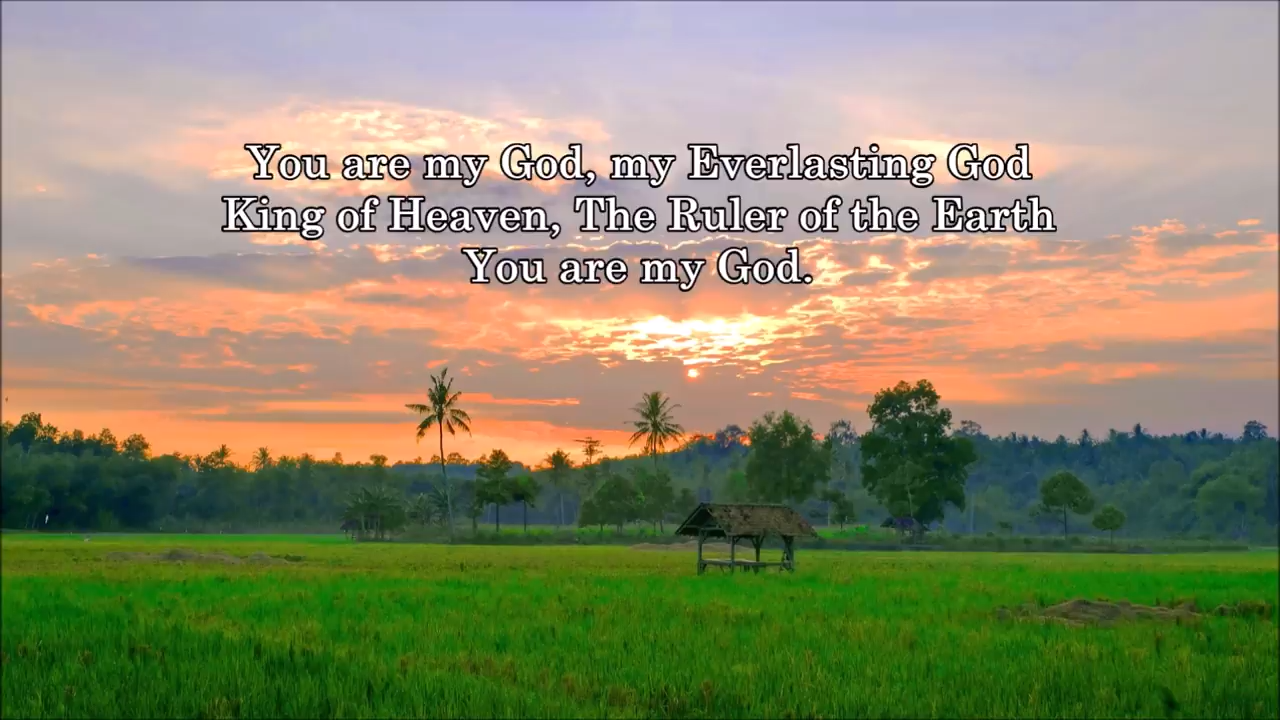 You are my God, my Everlasting God
King of Heaven, The Ruler of the Earth
You are my God.